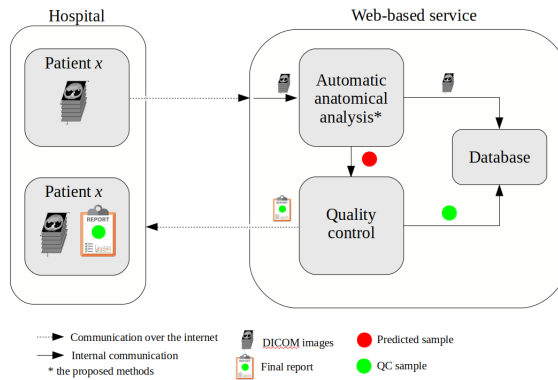 Hospital
Web-based service
Patient x
Automatic
anatomical
analysis*
Database
Patient x
REPORT
Quality
control
REPORT
Communication over the internet
Internal communication
* the proposed methods
DICOM images
Final report
Predicted sample
QC sample